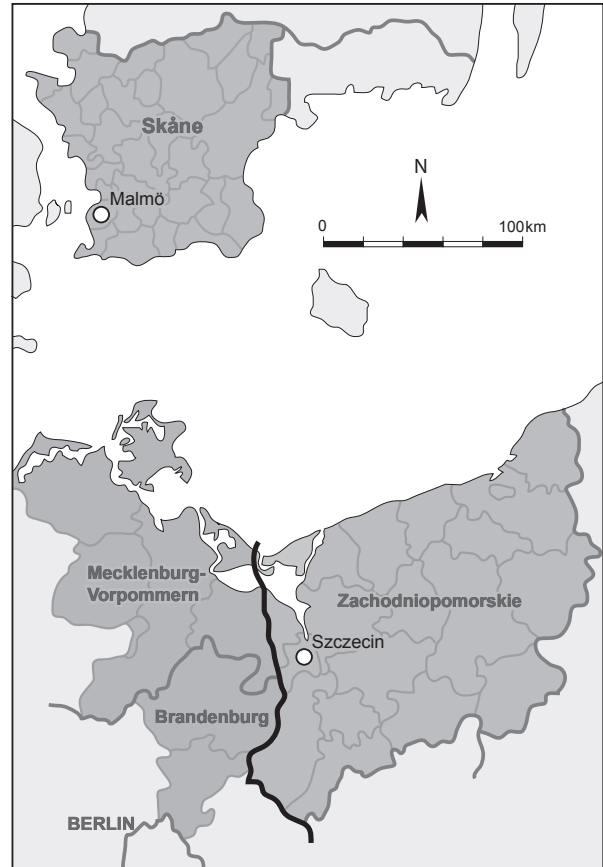 Skåne
Malmö
N
0 100km
Mecklenburg-
Vorpommern
Zachodniopomorskie
Szczecin
Brandenburg
BERLIN